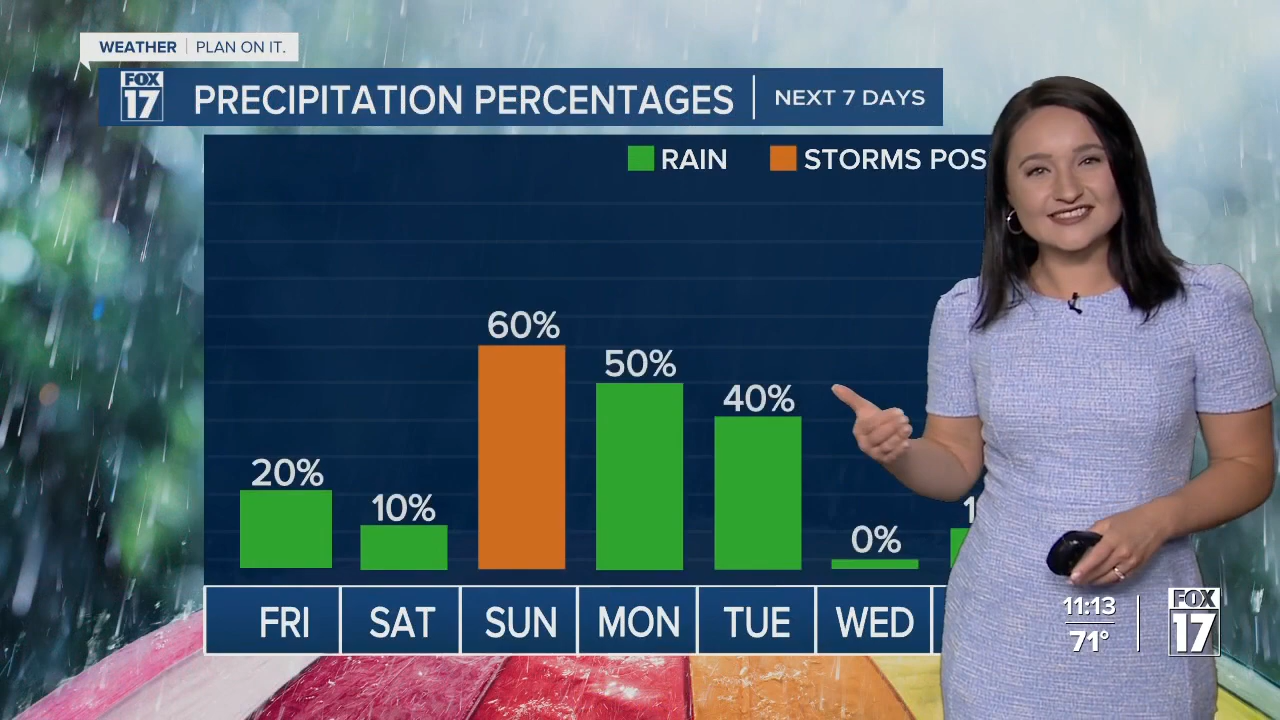 WEATHER | PLAN ON IT.
FOX 17
PRECIPITATION PERCENTAGES | NEXT 7 DAYS
RAIN STORMS POS
60%
50%
40%
20%
10%
0%
FRI SAT SUN MON TUE WED
11:13
71°
FOX 17